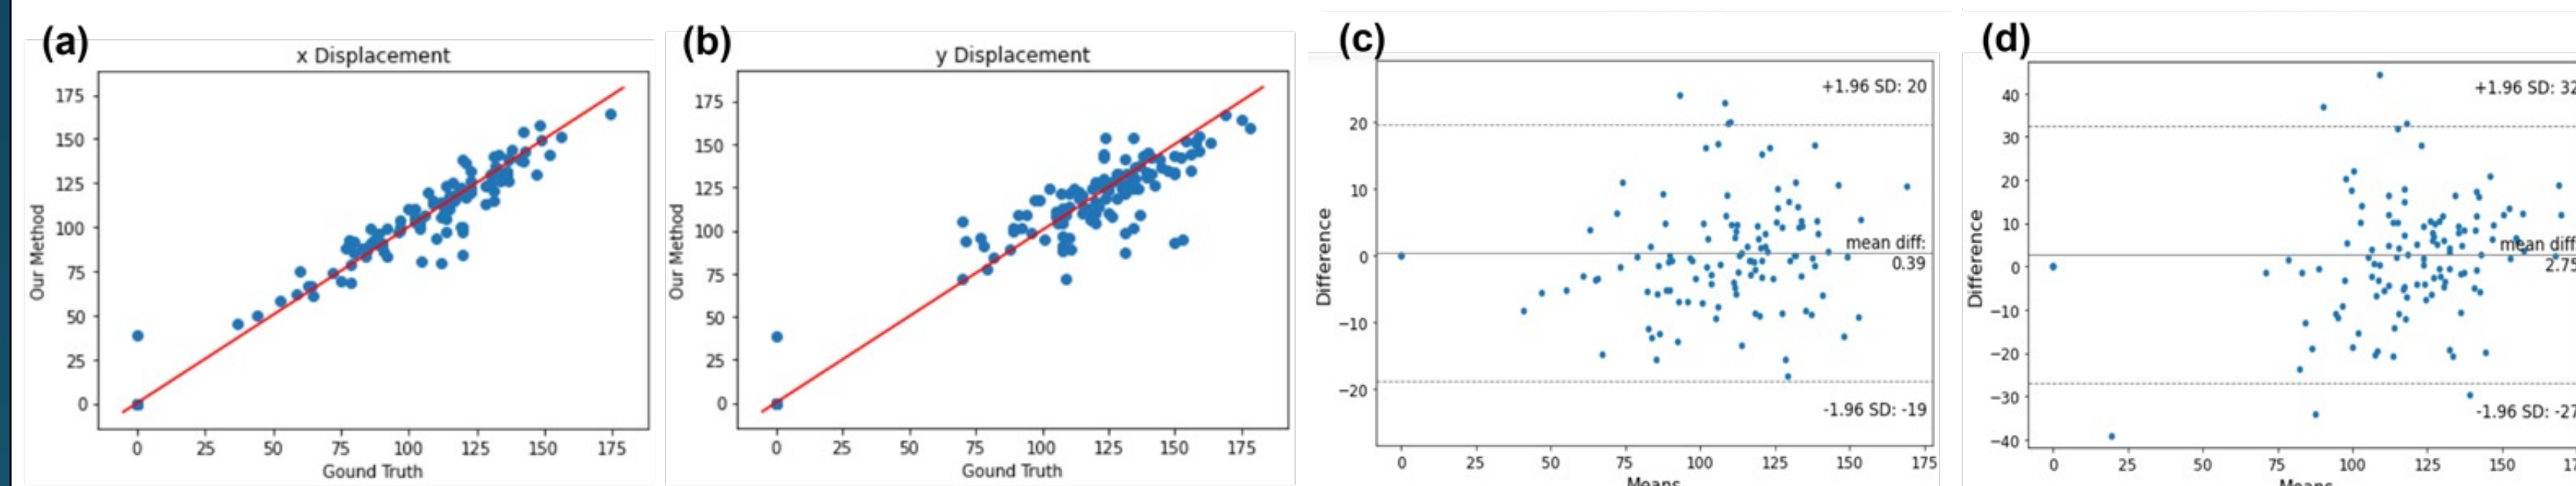 (a)
x Displacement
175
150
125
100
75
50
25
0
Our Method
0 25 50 75 100 125 150 175
Gound Truth
(b)
y Displacement
175
150
125
100
75
50
25
0
Our Method
0 25 50 75 100 125 150 175
Gound Truth
(c)
+1.96 SD: 20
20
10
0
−10
−20
Difference
mean diff:
0.39
-1.96 SD: -19
0 25 50 75 100 125 150 175
Means
(d)
+1.96 SD: 32
40
30
20
10
0
−10
−20
−30
−40
Difference
mean diff
2.75
-1.96 SD: -27
0 25 50 75 100 125 150 17
Means